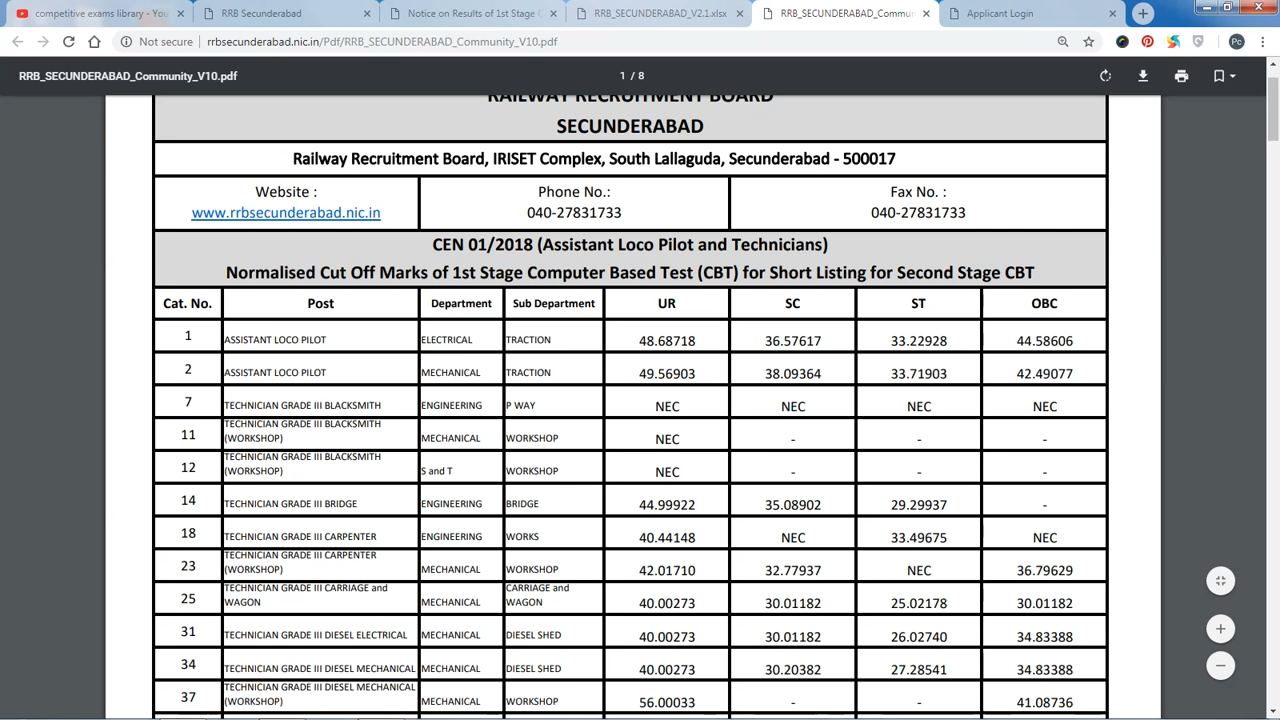 competitive exams library - You
RRB Secunderabad
Notice on Results of 1st Stage C
RRB_SECUNDERABAD_V2.1.xlsx
RRB_SECUNDERABAD_Commun
Applicant Login
Not secure | rrbsecunderabad.nic.in/Pdf/RRB_SECUNDERABAD_Community_V10.pdf
Pc
RRB_SECUNDERABAD_Community_V10.pdf
1 / 8
RAILWAY RECRUITMENT BOARD
SECUNDERABAD
Railway Recruitment Board, IRISET Complex, South Lallaguda, Secunderabad - 500017
Website : Phone No.: Fax No. :
www.rrbsecunderabad.nic.in 040-27831733 040-27831733
CEN 01/2018 (Assistant Loco Pilot and Technicians)
Normalised Cut Off Marks of 1st Stage Computer Based Test (CBT) for Short Listing for Second Stage CBT
Cat. No. Post Department Sub Department UR SC ST OBC
1 ASSISTANT LOCO PILOT ELECTRICAL TRACTION 48.68718 36.57617 33.22928 44.58606
2 ASSISTANT LOCO PILOT MECHANICAL TRACTION 49.56903 38.09364 33.71903 42.49077
7 TECHNICIAN GRADE III BLACKSMITH ENGINEERING P WAY NEC NEC NEC NEC
TECHNICIAN GRADE III BLACKSMITH
11 (WORKSHOP) MECHANICAL WORKSHOP NEC - - -
TECHNICIAN GRADE III BLACKSMITH
12 (WORKSHOP) S and T WORKSHOP NEC - - -
14 TECHNICIAN GRADE III BRIDGE ENGINEERING BRIDGE 44.99922 35.08902 29.29937 -
18 TECHNICIAN GRADE III CARPENTER ENGINEERING WORKS 40.44148 NEC 33.49675 NEC
TECHNICIAN GRADE III CARPENTER
23 (WORKSHOP) MECHANICAL WORKSHOP 42.01710 32.77937 NEC 36.79629
TECHNICIAN GRADE III CARRIAGE and CARRIAGE and
25 WAGON MECHANICAL WAGON 40.00273 30.01182 25.02178 30.01182
31 TECHNICIAN GRADE III DIESEL ELECTRICAL MECHANICAL DIESEL SHED 40.00273 30.01182 26.02740 34.83388
34 TECHNICIAN GRADE III DIESEL MECHANICAL MECHANICAL DIESEL SHED 40.00273 30.20382 27.28541 34.83388
TECHNICIAN GRADE III DIESEL MECHANICAL
37 (WORKSHOP) MECHANICAL WORKSHOP 56.00033 - - 41.08736